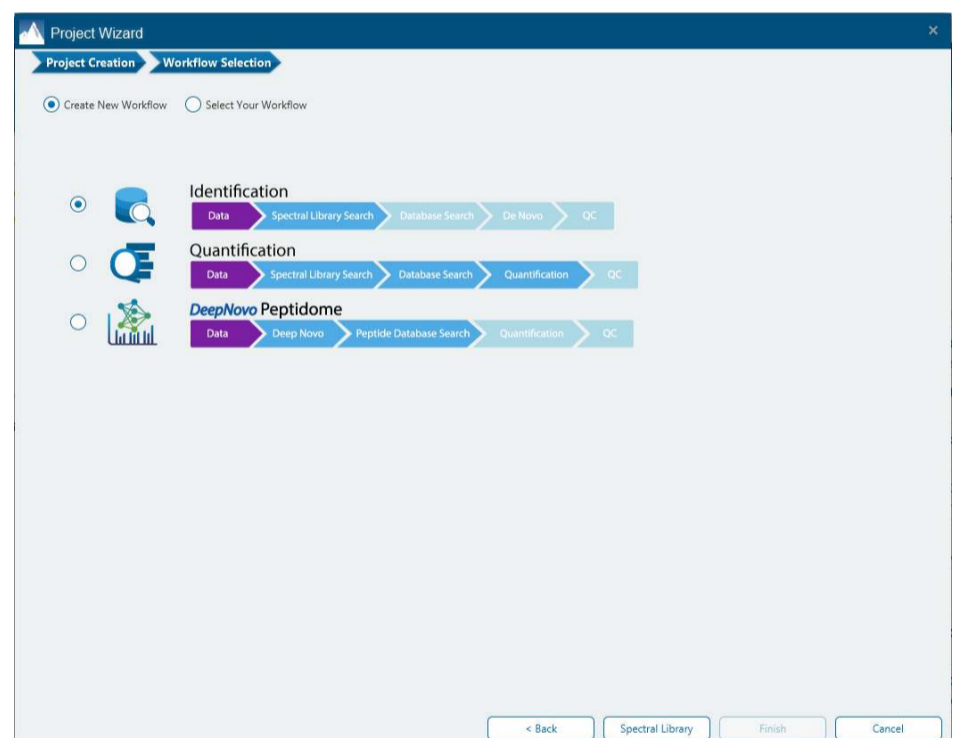 Project Wizard
Project Creation Workflow Selection
Create New Workflow Select Your Workflow
Identification
Data Spectral Library Search Database Search De Novo QC
Quantification
Data Spectral Library Search Database Search Quantification QC
DeepNovo Peptidome
Data Deep Novo Peptide Database Search Quantification QC
< Back Spectral Library Finish Cancel